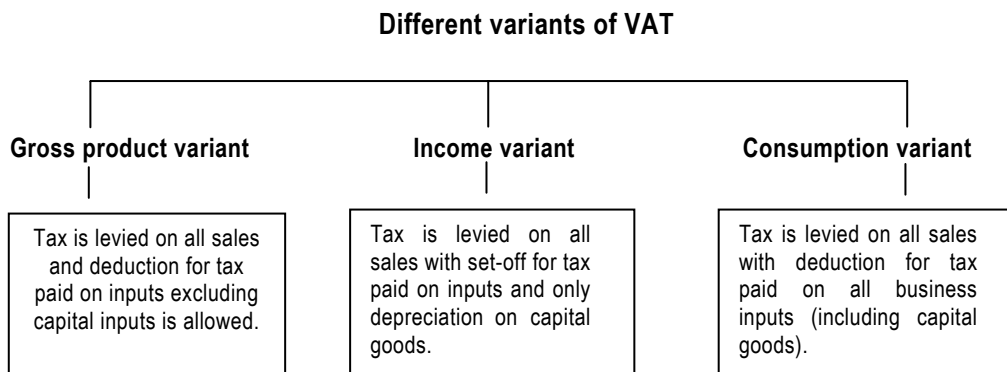 Different variants of VAT
Gross product variant
Income variant
Consumption variant
Tax is levied on all sales
and deduction for tax
paid on inputs excluding
capital inputs is allowed.
Tax is levied on all
sales with set-off for tax
paid on inputs and only
depreciation on capital
goods.
Tax is levied on all sales
with deduction for tax
paid on all business
inputs (including capital
goods).